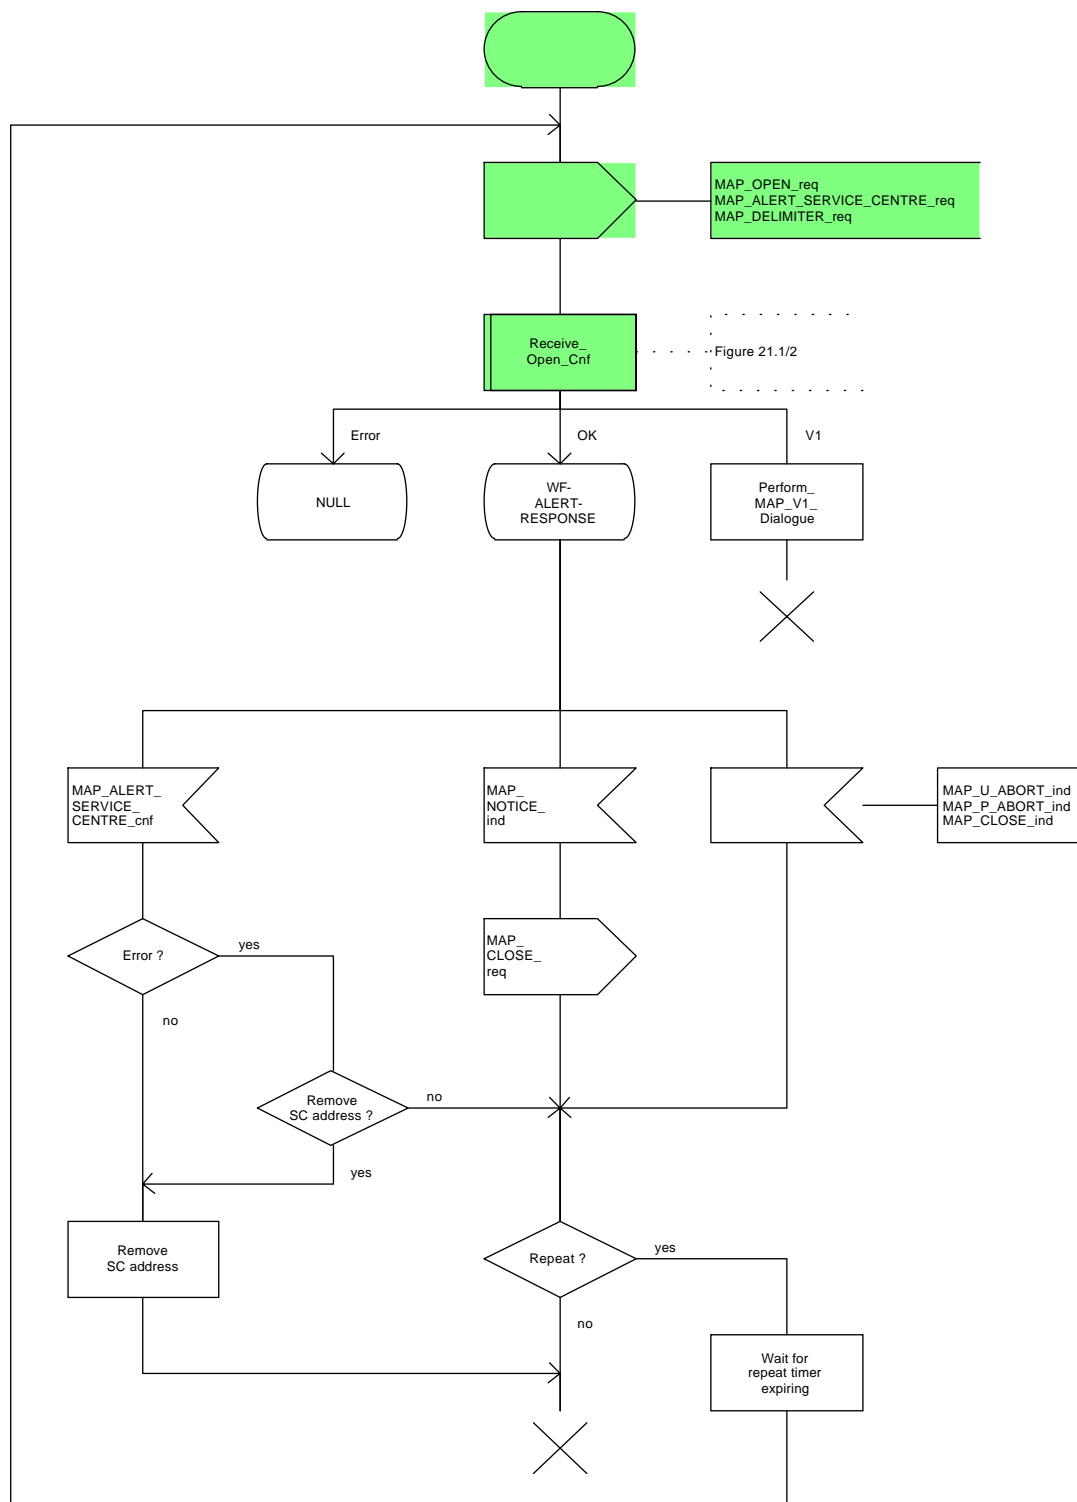 MAP_OPEN_req
MAP_ALERT_SERVICE_CENTRE_req
MAP_DELIMITER_req
Receive_
Open_Cnf
Figure 21.1/2
Error
OK
V1
NULL
WF-
ALERT-
RESPONSE
Perform_
MAP_V1_
Dialogue
MAP_ALERT_
SERVICE_
CENTRE_cnf
MAP_
NOTICE_
ind
MAP_U_ABORT_ind
MAP_P_ABORT_ind
MAP_CLOSE_ind
Error ?
yes
no
MAP_
CLOSE_
req
Remove
SC address ?
no
yes
Remove
SC address
Repeat ?
yes
no
Wait for
repeat timer
expiring